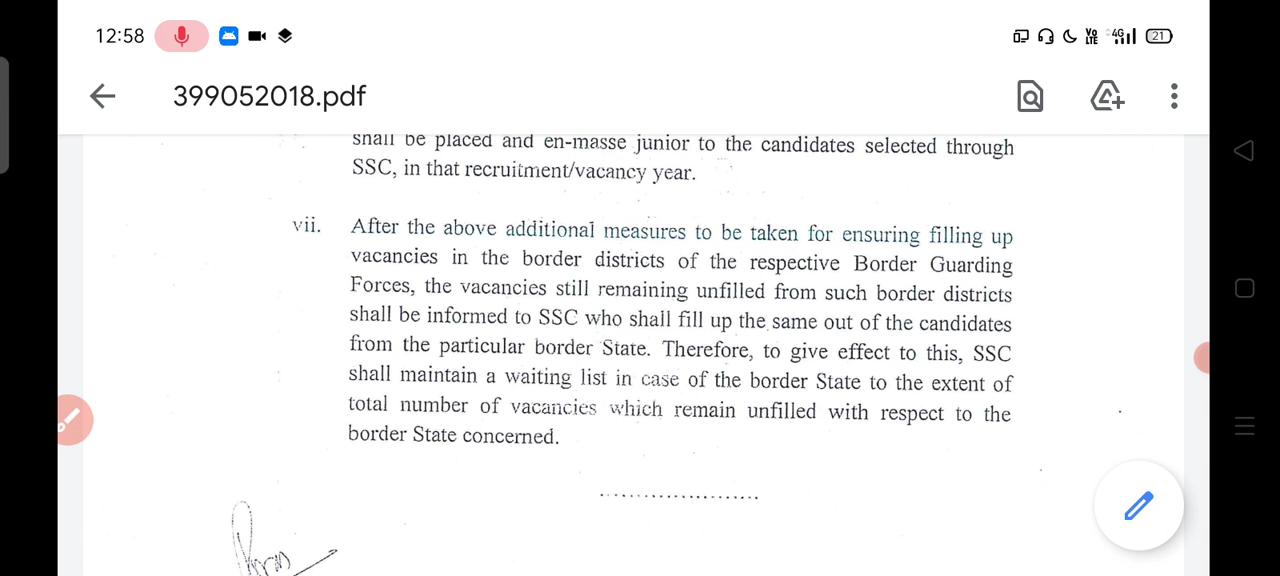 12:58
VO LTE 4G 21
399052018.pdf
shall be placed and en-masse junior to the candidates selected through
SSC, in that recruitment/vacancy year.
vii. After the above additional measures to be taken for ensuring filling up
vacancies in the border districts of the respective Border Guarding
Forces, the vacancies still remaining unfilled from such border districts
shall be informed to SSC who shall fill up the same out of the candidates
from the particular border State. Therefore, to give effect to this, SSC
shall maintain a waiting list in case of the border State to the extent of
total number of vacancies which remain unfilled with respect to the
border State concerned.